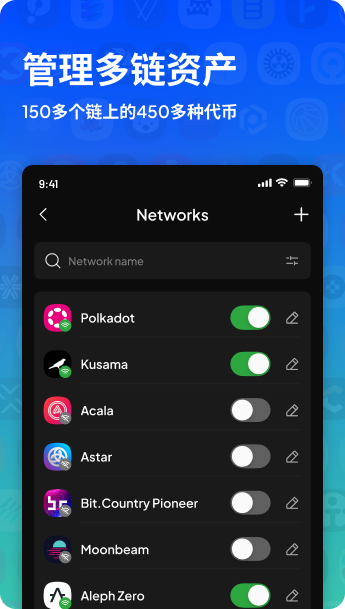 管理多链资产
150多个链上的450多种代币
9:41
Networks
Network name
Polkadot
Kusama
Acala
Astar
Bit.Country Pioneer
Moonbeam
Aleph Zero